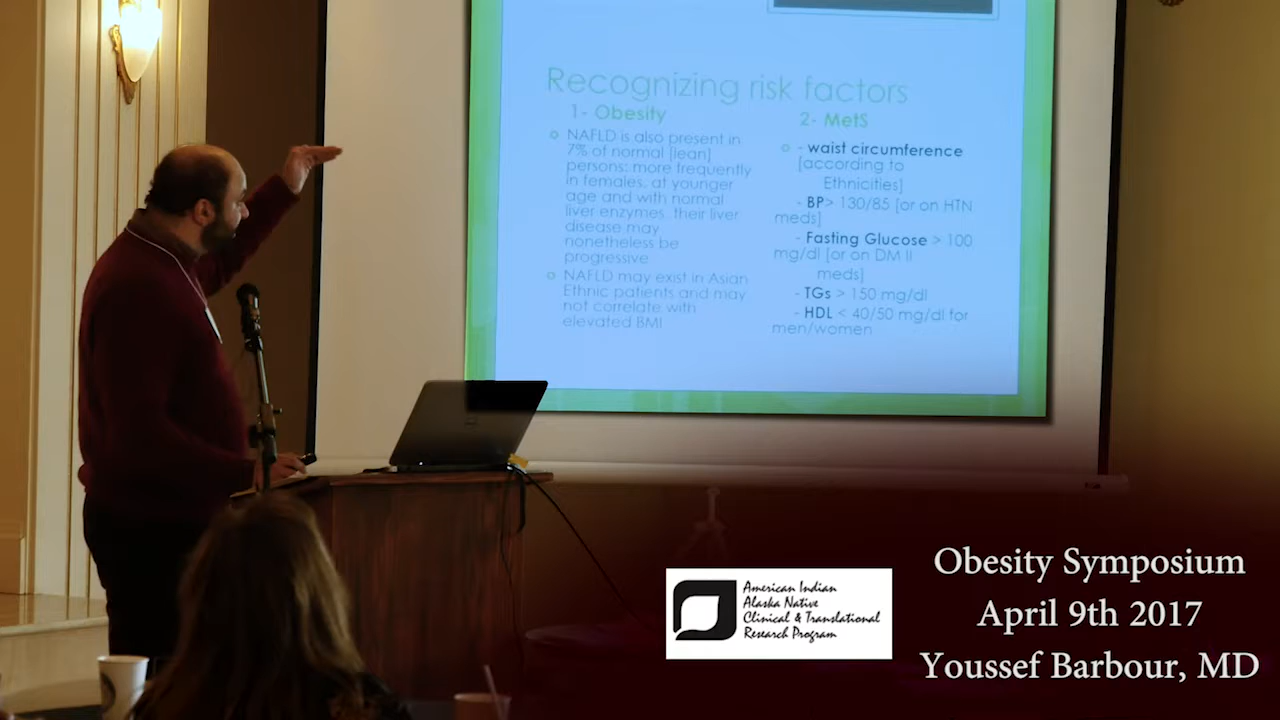 Recognizing risk factors
1- Obesity
NAFLD is also present in
7% of normal [lean]
persons; more frequently
in females, at younger
age and with normal
liver enzymes, their liver
disease may
nonetheless be
progressive
NAFLD may exist in Asian
Ethnic patients and may
not correlate with
elevated BMI
2- MetS
- waist circumference
[according to
Ethnicities]
- BP> 130/85 [or on HTN
meds]
- Fasting Glucose > 100
mg/dl [or on DM II
meds]
- TGs > 150 mg/dl
- HDL < 40/50 mg/dl for
men/women
American Indian
Alaska Native
Clinical & Translational
Research Program
Obesity Symposium
April 9th 2017
Youssef Barbour, MD